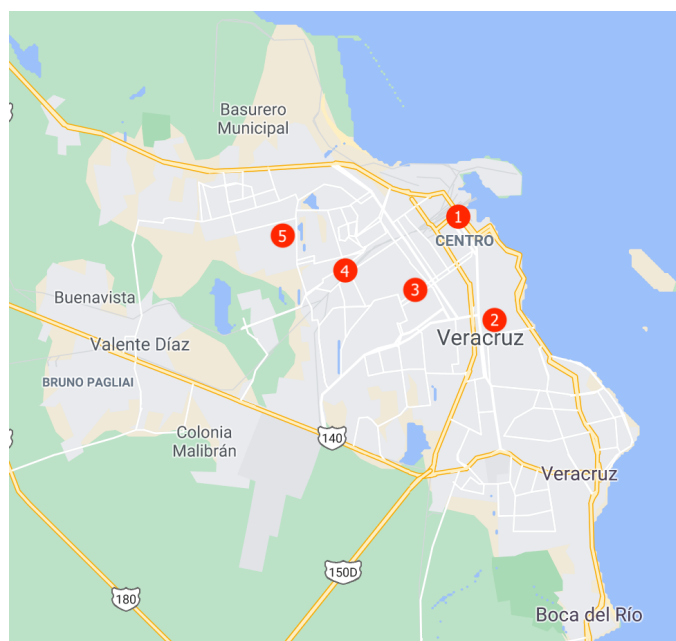 Basurero
Municipal
1
CENTRO
5
4
3
Buenavista
2
Veracruz
Valente Díaz
BRUNO PAGLIAI
Colonia
Malibrán
140
Veracruz
150D
180
Boca del Río